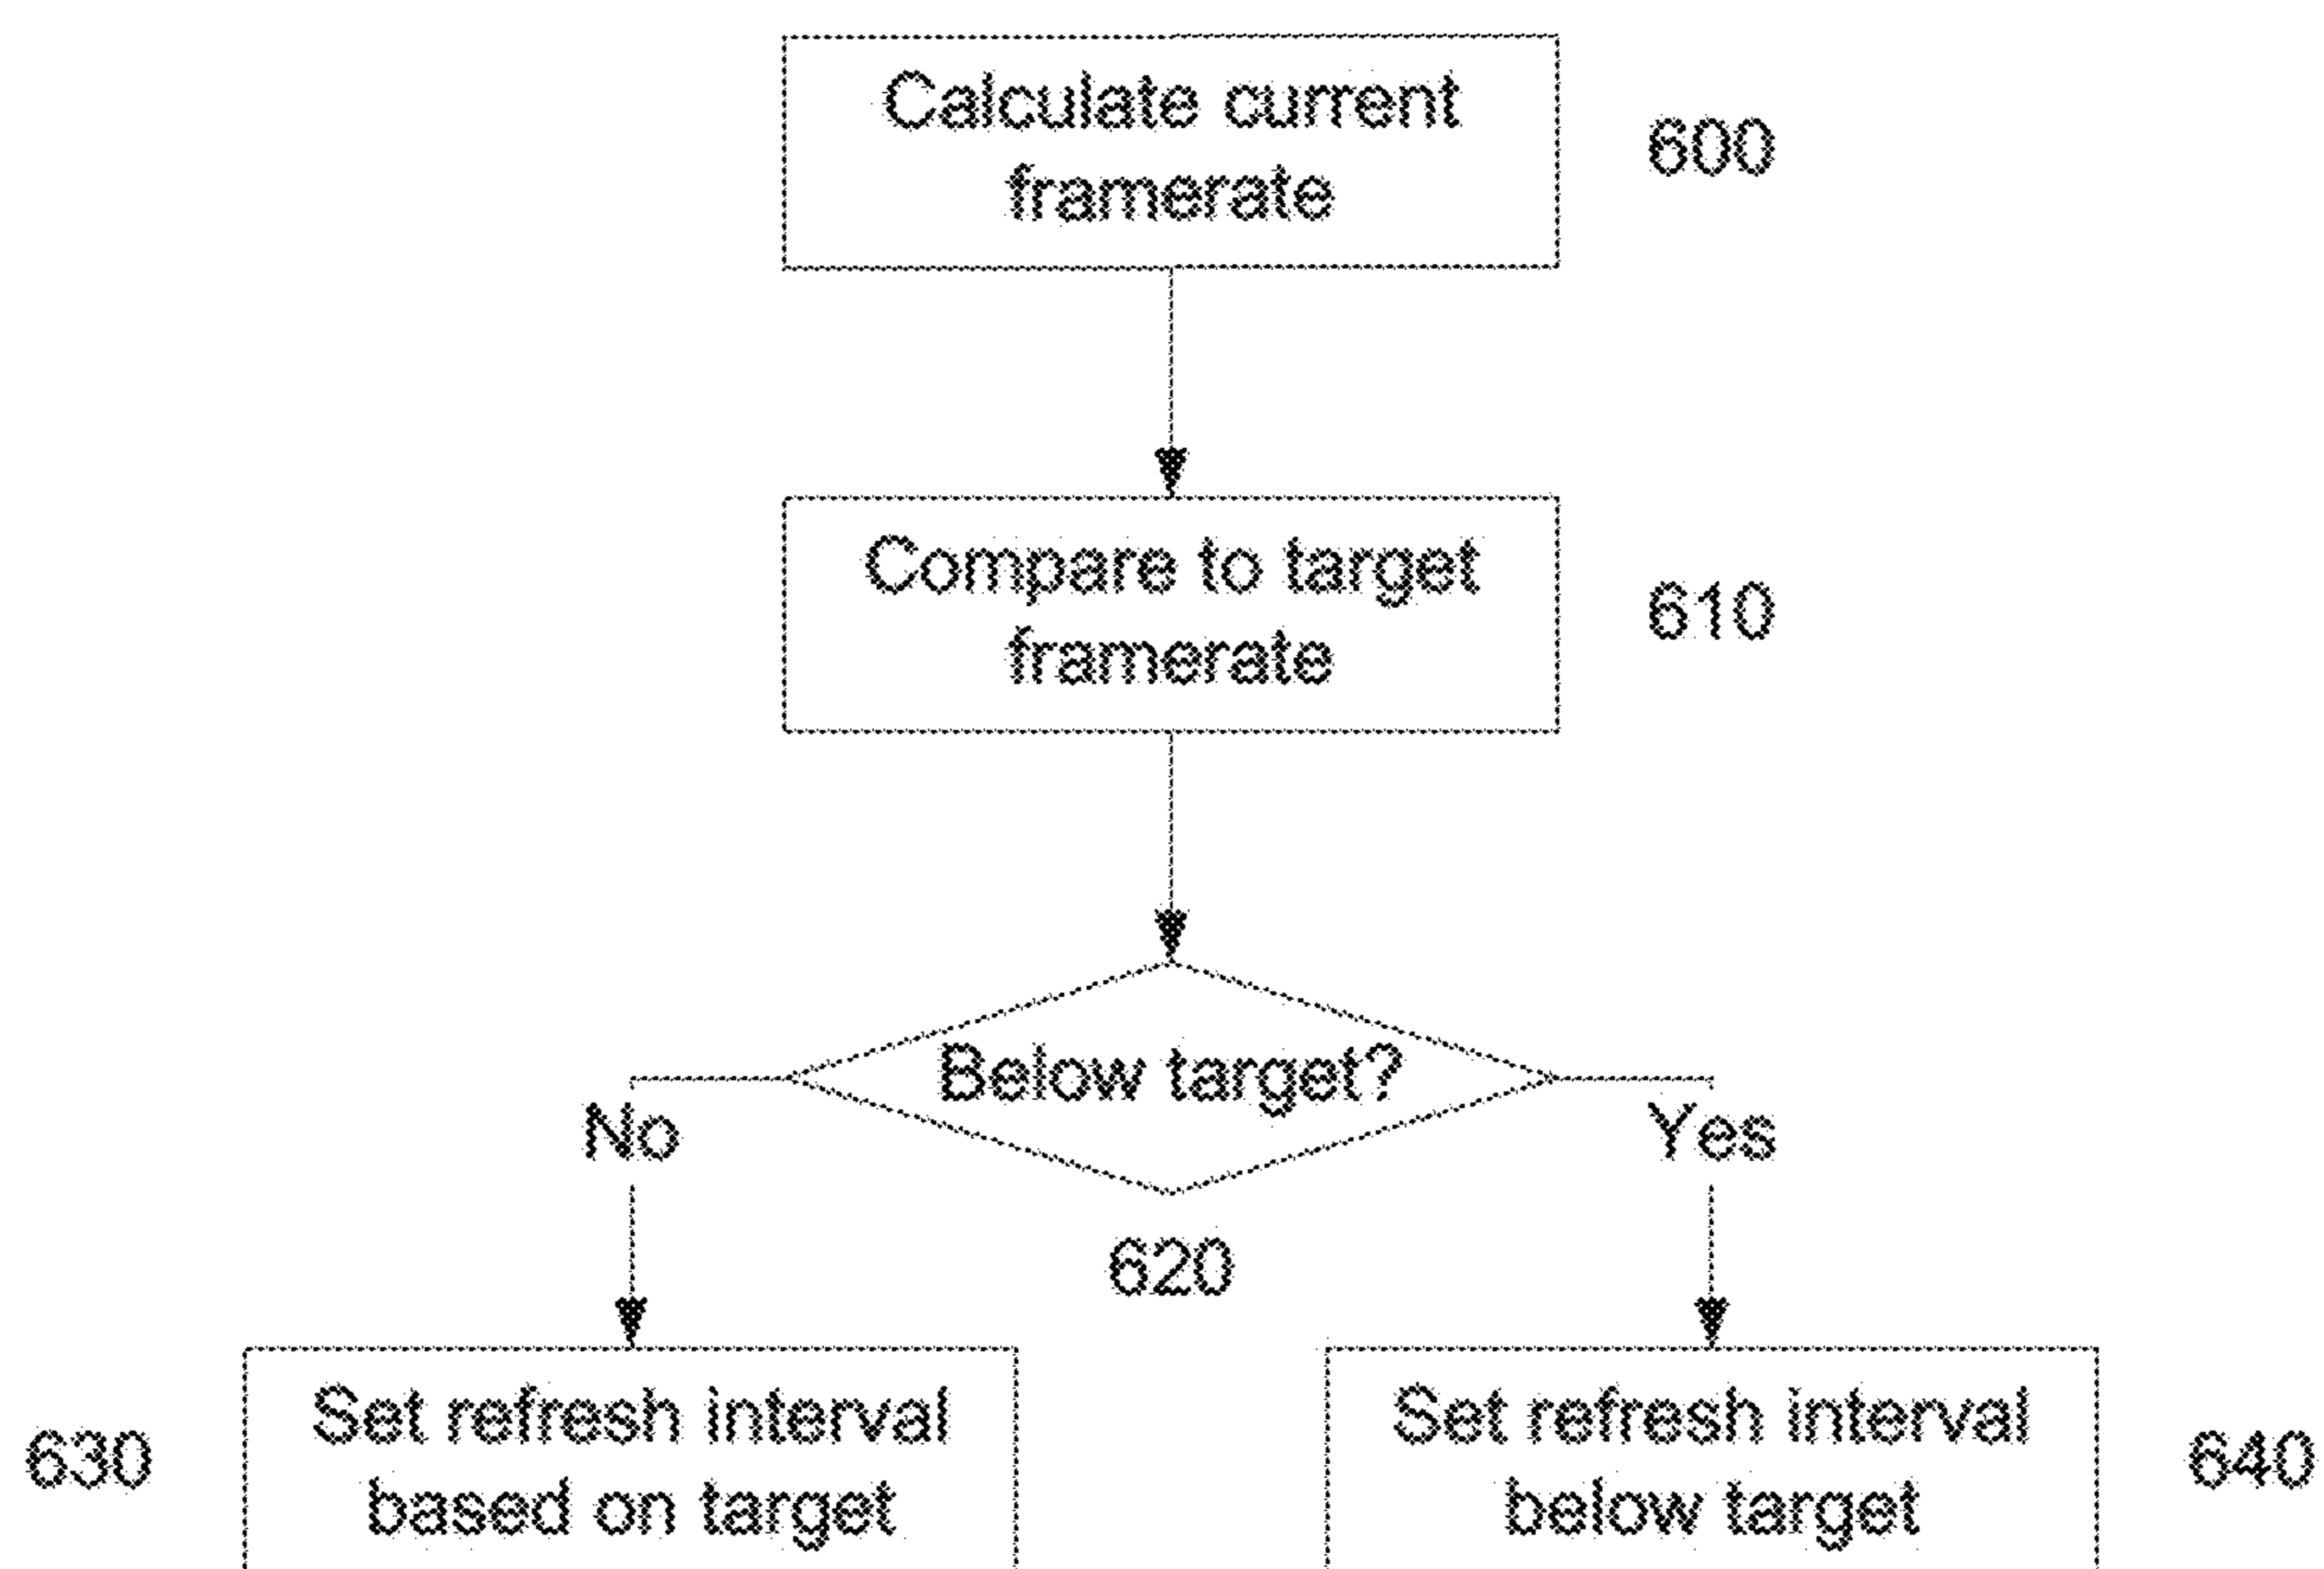 Calculate current
framerate
600
Compare to target
framerate
610
Below target?
No
Yes
620
Set refresh interval
based on target
630
Set refresh interval
below target
640